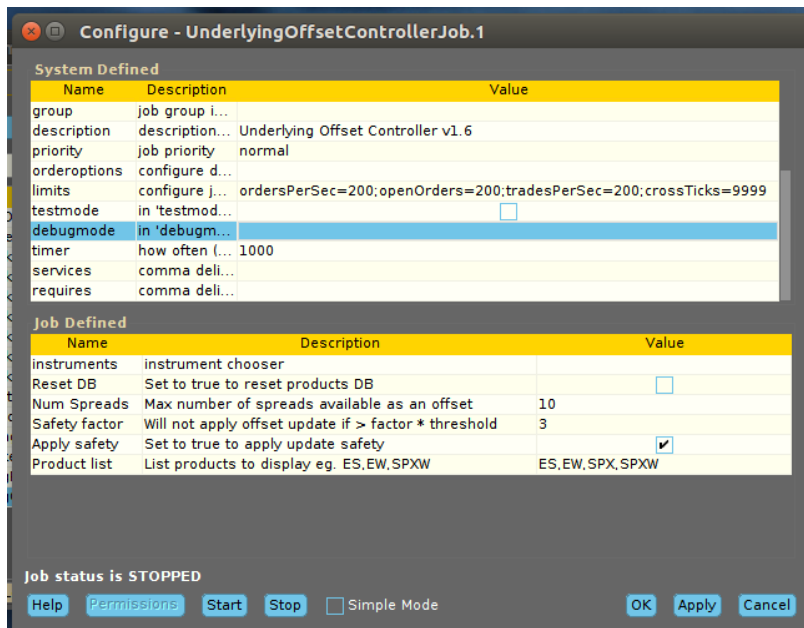 Configure - UnderlyingOffsetControllerJob.1
System Defined
Name Description Value
group job group i...
description description... Underlying Offset Controller v1.6
priority job priority normal
orderoptions configure d...
limits configure j... ordersPerSec=200;openOrders=200;tradesPerSec=200;crossTicks=9999
testmode in 'testmod...
debugmode in 'debugm...
timer how often (... 1000
services comma deli...
requires comma deli...
Job Defined
Name Description Value
instruments instrument chooser
Reset DB Set to true to reset products DB
Num Spreads Max number of spreads available as an offset 10
Safety factor Will not apply offset update if > factor * threshold 3
Apply safety Set to true to apply update safety
Product list List products to display eg. ES,EW,SPXW ES,EW,SPX,SPXW
Job status is STOPPED
Help Permissions Start Stop Simple Mode OK Apply Cancel